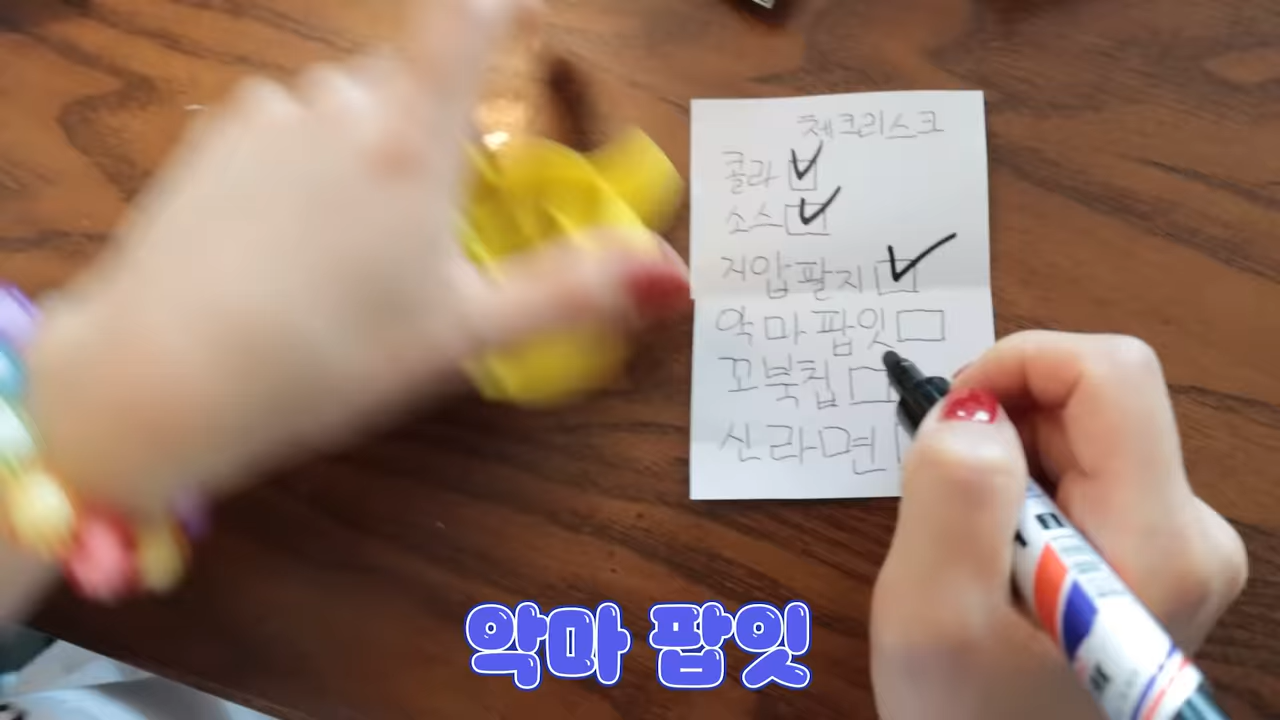 체크리스크
콜라
소스
지압팔지
악마팝잇
꼬북칩
신라면
악마 팝잇